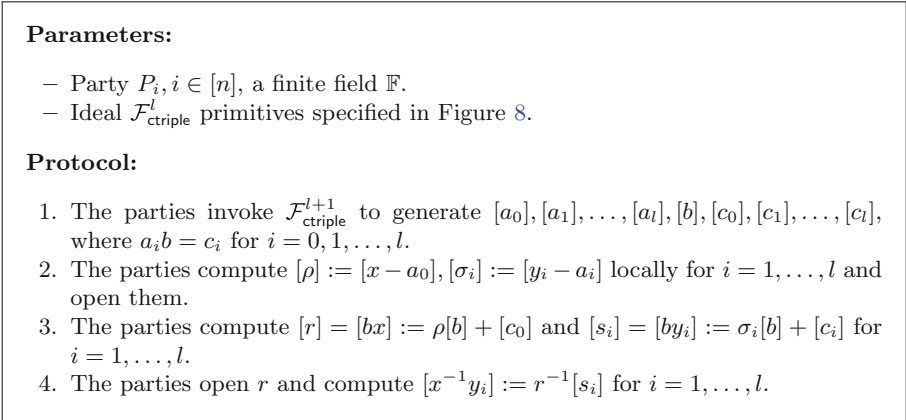 Parameters:
– Party P_i, i ∈ [n], a finite field 𝔽.
– Ideal ℱ^l_ctriple primitives specified in Figure 8.
Protocol:
1. The parties invoke ℱ^{l+1}_ctriple to generate [a_0], [a_1], . . . , [a_l], [b], [c_0], [c_1], . . . , [c_l],
where a_i b = c_i for i = 0, 1, . . . , l.
2. The parties compute [ρ] := [x − a_0], [σ_i] := [y_i − a_i] locally for i = 1, . . . , l and
open them.
3. The parties compute [r] = [bx] := ρ[b] + [c_0] and [s_i] = [by_i] := σ_i[b] + [c_i] for
i = 1, . . . , l.
4. The parties open r and compute [x^{−1}y_i] := r^{−1}[s_i] for i = 1, . . . , l.